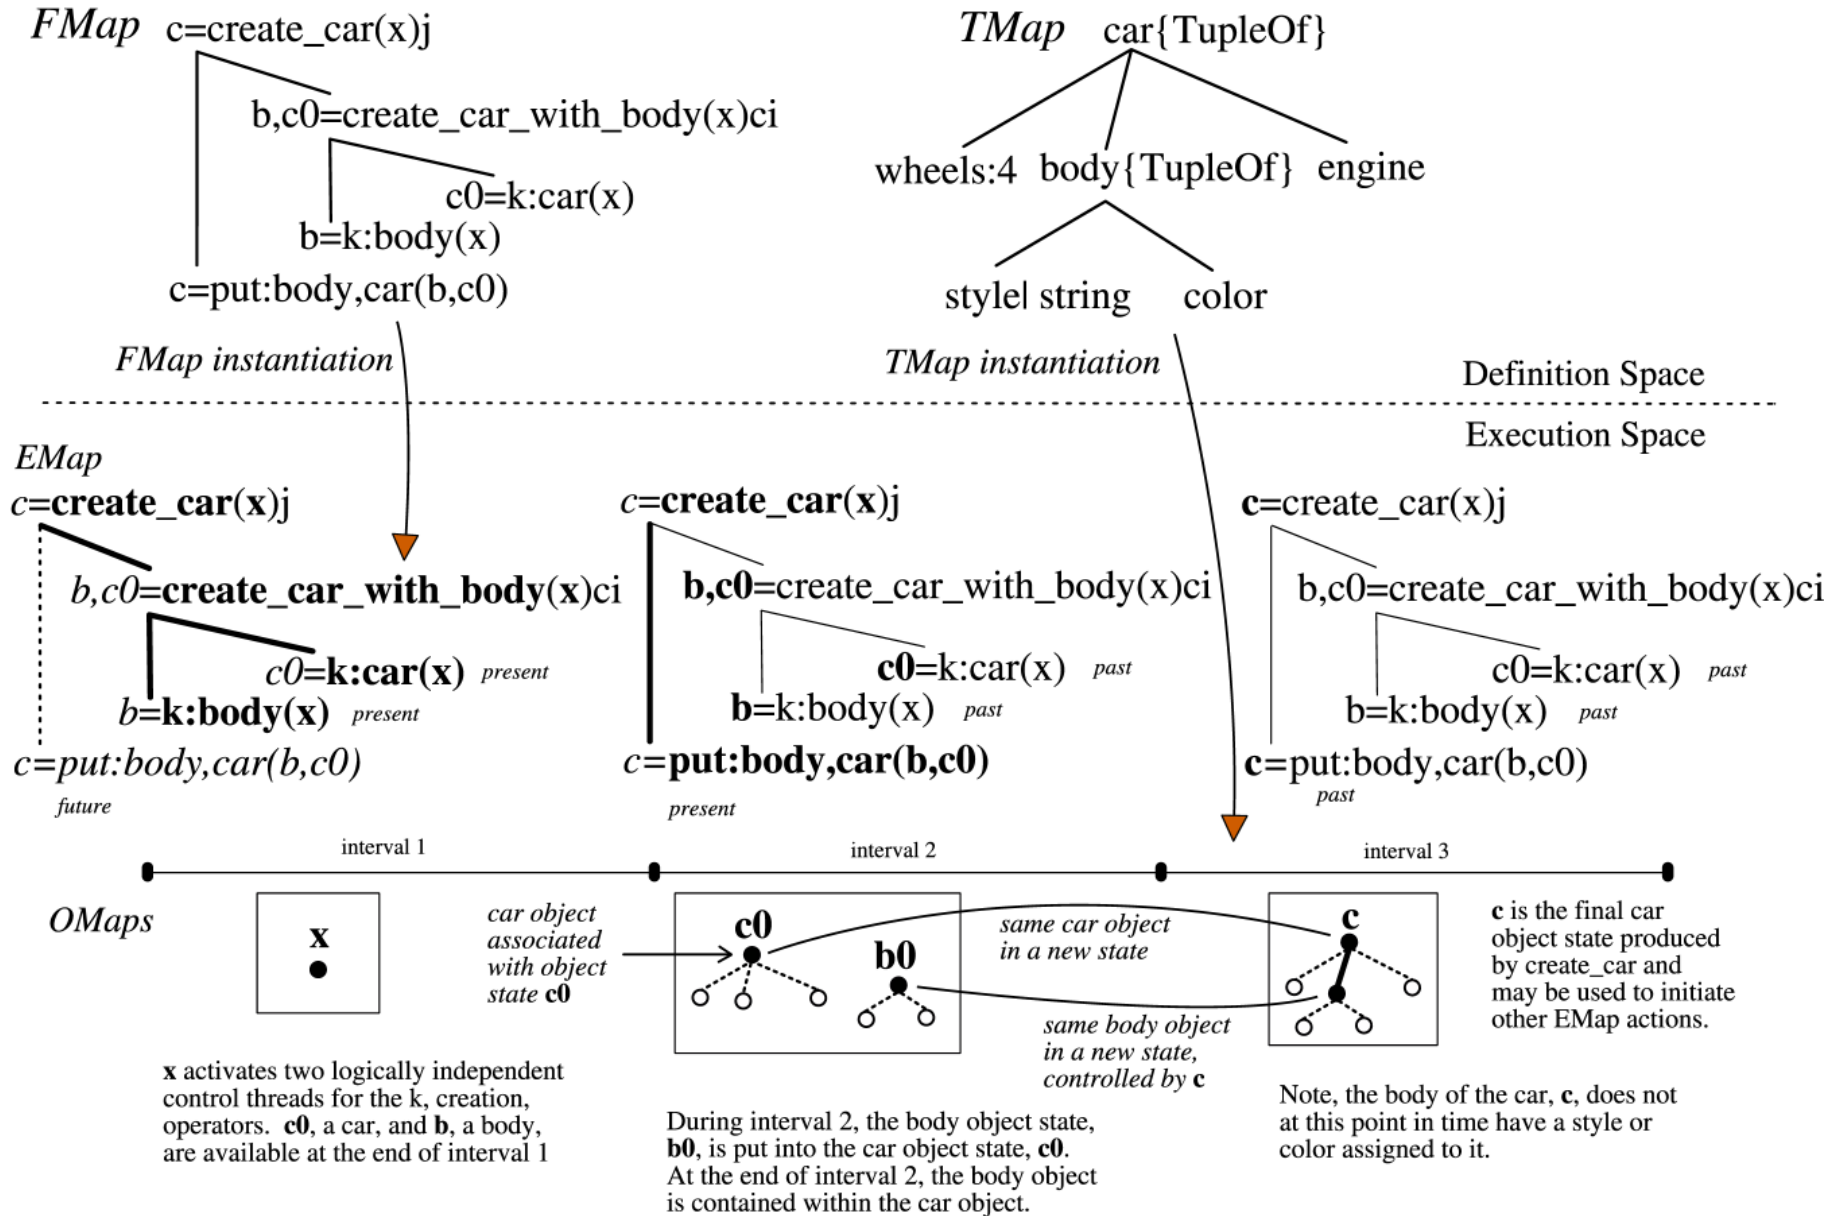 FMap c=create_car(x)j
b,c0=create_car_with_body(x)ci
c0=k:car(x)
b=k:body(x)
c=put:body,car(b,c0)
FMap instantiation
TMap car{TupleOf}
wheels:4 body{TupleOf} engine
style| string color
TMap instantiation
Definition Space
Execution Space
EMap
c=create_car(x)j
b,c0=create_car_with_body(x)ci
c0=k:car(x) present
b=k:body(x) present
c=put:body,car(b,c0)
future
c=create_car(x)j
b,c0=create_car_with_body(x)ci
c0=k:car(x) past
b=k:body(x) past
c=put:body,car(b,c0)
present
c=create_car(x)j
b,c0=create_car_with_body(x)ci
c0=k:car(x) past
b=k:body(x) past
c=put:body,car(b,c0)
past
interval 1
interval 2
interval 3
OMaps
x
car object
associated
with object
state c0
c0
b0
same car object
in a new state
same body object
in a new state,
controlled by c
c
c is the final car
object state produced
by create_car and
may be used to initiate
other EMap actions.
x activates two logically independent
control threads for the k, creation,
operators. c0, a car, and b, a body,
are available at the end of interval 1
During interval 2, the body object state,
b0, is put into the car object state, c0.
At the end of interval 2, the body object
is contained within the car object.
Note, the body of the car, c, does not
at this point in time have a style or
color assigned to it.